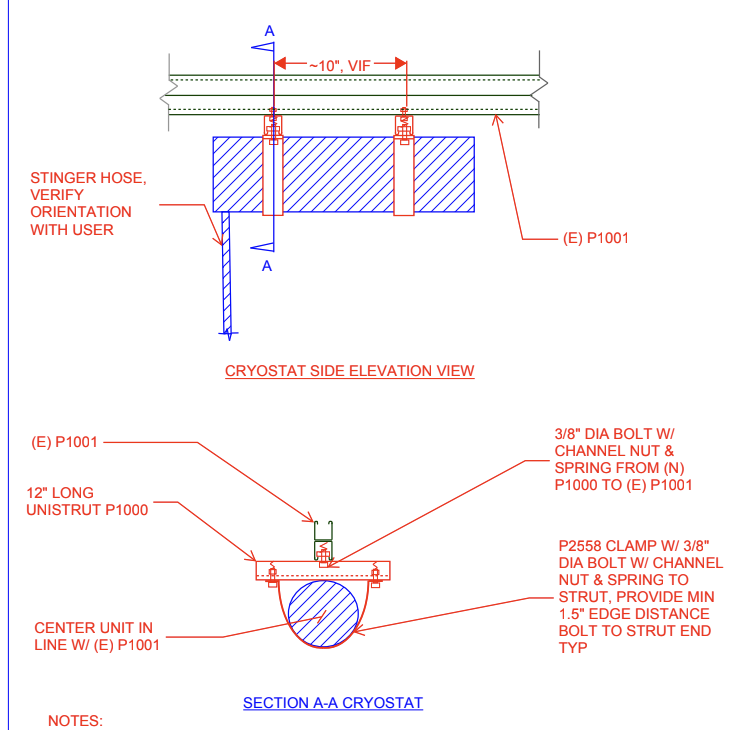 A
~10", VIF
STINGER HOSE,
VERIFY
ORIENTATION
WITH USER
(E) P1001
A
CRYOSTAT SIDE ELEVATION VIEW
(E) P1001
3/8" DIA BOLT W/
CHANNEL NUT &
SPRING FROM (N)
P1000 TO (E) P1001
12" LONG
UNISTRUT P1000
P2558 CLAMP W/ 3/8"
DIA BOLT W/ CHANNEL
NUT & SPRING TO
STRUT, PROVIDE MIN
1.5" EDGE DISTANCE
BOLT TO STRUT END
TYP
CENTER UNIT IN
LINE W/ (E) P1001
SECTION A-A CRYOSTAT
NOTES: